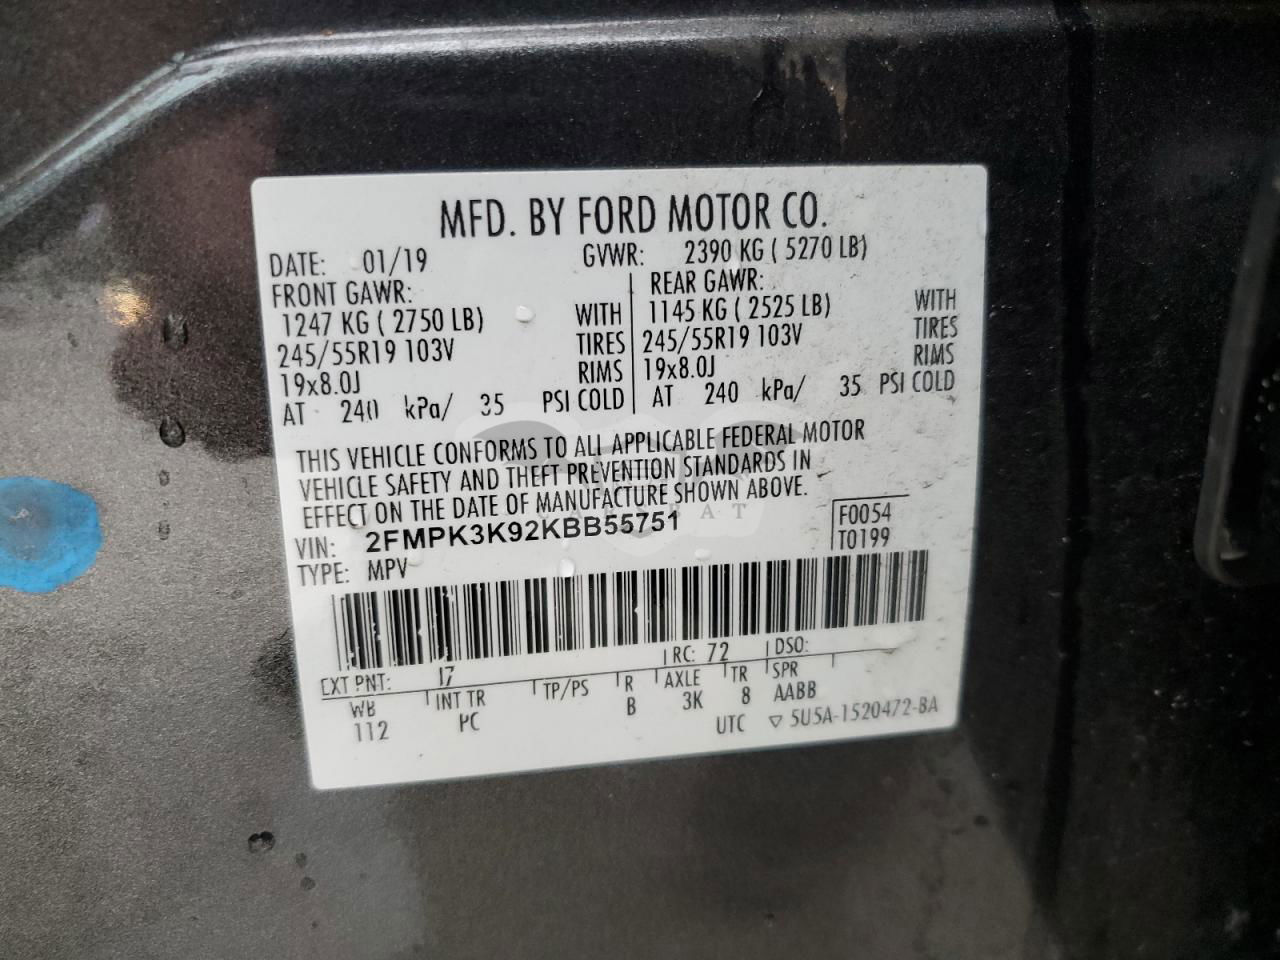 MFD. BY FORD MOTOR CO.
DATE: 01/19 GVWR: 2390 KG ( 5270 LB)
FRONT GAWR: REAR GAWR:
1247 KG ( 2750 LB) WITH 1145 KG ( 2525 LB) WITH
245/55R19 103V TIRES 245/55R19 103V TIRES
19x8.0J RIMS 19x8.0J RIMS
AT 240 kPa/ 35 PSI COLD AT 240 kPa/ 35 PSI COLD
THIS VEHICLE CONFORMS TO ALL APPLICABLE FEDERAL MOTOR
VEHICLE SAFETY AND THEFT PREVENTION STANDARDS IN
EFFECT ON THE DATE OF MANUFACTURE SHOWN ABOVE.
VIN: 2FMPK3K92KBB55751 F0054
TYPE: MPV T0199
EXT PNT: 17 RC: 72 DSO:
WB INT TR TP/PS R AXLE TR SPR
112 PC B 3K 8 AABB
UTC ▽ 5U5A-1520472-BA